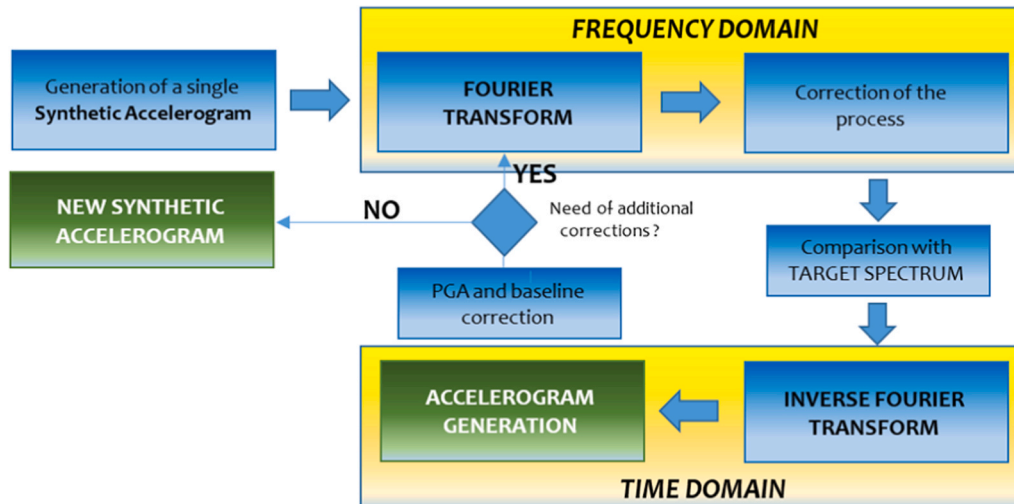 FREQUENCY DOMAIN
Generation of a single
Synthetic Accelerogram
FOURIER
TRANSFORM
Correction of the
process
YES
NEW SYNTHETIC
ACCELEROGRAM
NO
Need of additional
corrections ?
Comparison with
TARGET SPECTRUM
PGA and baseline
correction
ACCELEROGRAM
GENERATION
INVERSE FOURIER
TRANSFORM
TIME DOMAIN